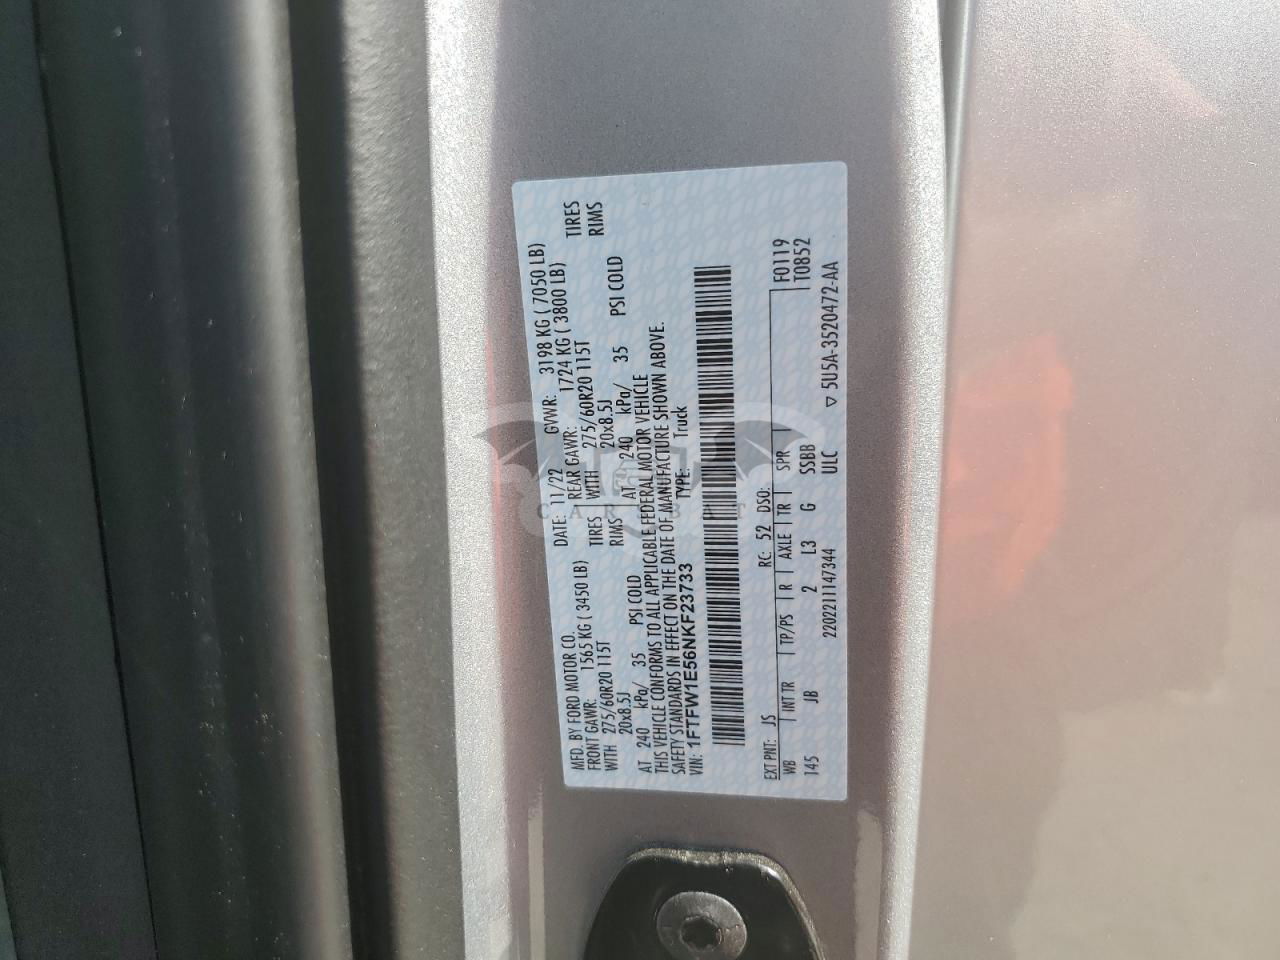 MFD. BY FORD MOTOR CO.
DATE: 11/22 GVWR: 3198 KG ( 7050 LB)
FRONT GAWR: 1565 KG ( 3450 LB) REAR GAWR: 1724 KG ( 3800 LB)
WITH 275/60R20 115T TIRES WITH 275/60R20 115T TIRES
20x8.5J RIMS 20x8.5J RIMS
AT 240 kPa/ 35 PSI COLD AT 240 kPa/ 35 PSI COLD
THIS VEHICLE CONFORMS TO ALL APPLICABLE FEDERAL MOTOR VEHICLE
SAFETY STANDARDS IN EFFECT ON THE DATE OF MANUFACTURE SHOWN ABOVE.
VIN: 1FTFW1E56NKF23733 TYPE: Truck
EXT PNT: JS RC: 52 DSO: F0119
WB INT TR TP/PS R AXLE TR SPR T0852
145 JB 2 L3 G SSBB
2202211147344 ULC ▽ 5U5A-3520472-AA
CARSBAT